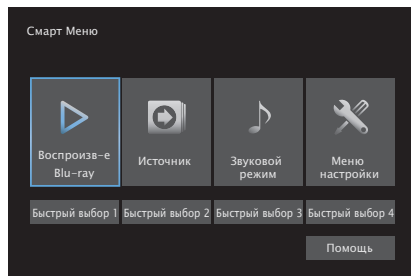 Смарт Меню
Воспроизв-е
Blu-ray
Источник
Звуковой
режим
Меню
настройки
Быстрый выбор 1
Быстрый выбор 2
Быстрый выбор 3
Быстрый выбор 4
Помощь